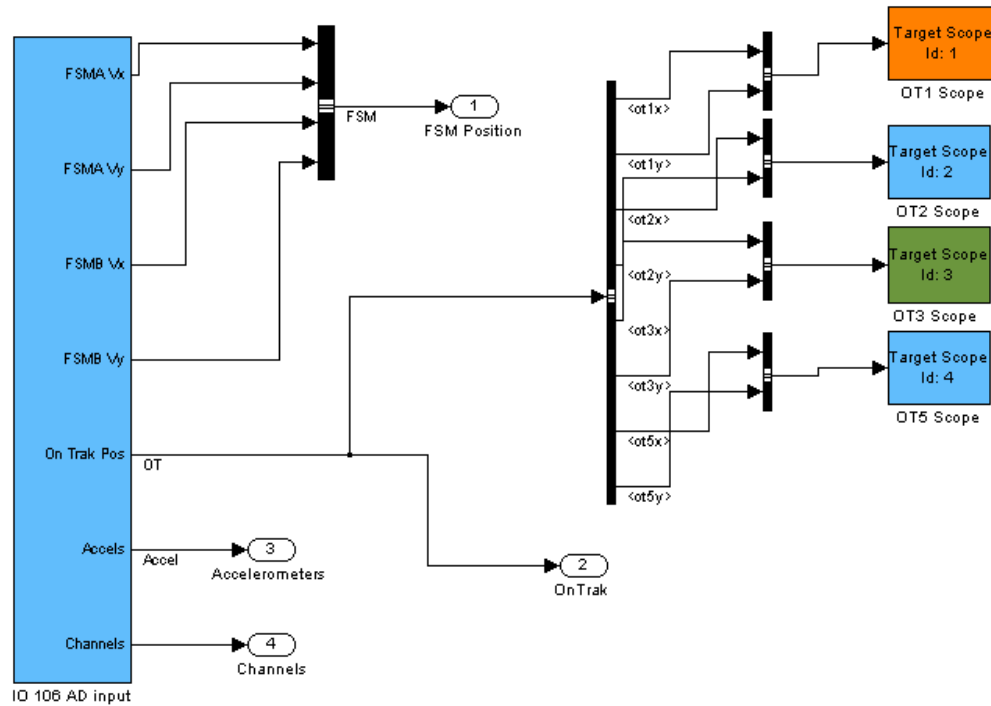 FSMA Vx
FSMA Vy
FSMB Vx
FSMB Vy
On Trak Pos
Accels
Channels
IO 106 AD input
FSM
1
FSM Position
OT
Accel
3
Accelerometers
4
Channels
2
OnTrak
<ot1x>
<ot1y>
<ot2x>
<ot2y>
<ot3x>
<ot3y>
<ot5x>
<ot5y>
Target Scope
Id: 1
OT1 Scope
Target Scope
Id: 2
OT2 Scope
Target Scope
Id: 3
OT3 Scope
Target Scope
Id: 4
OT5 Scope